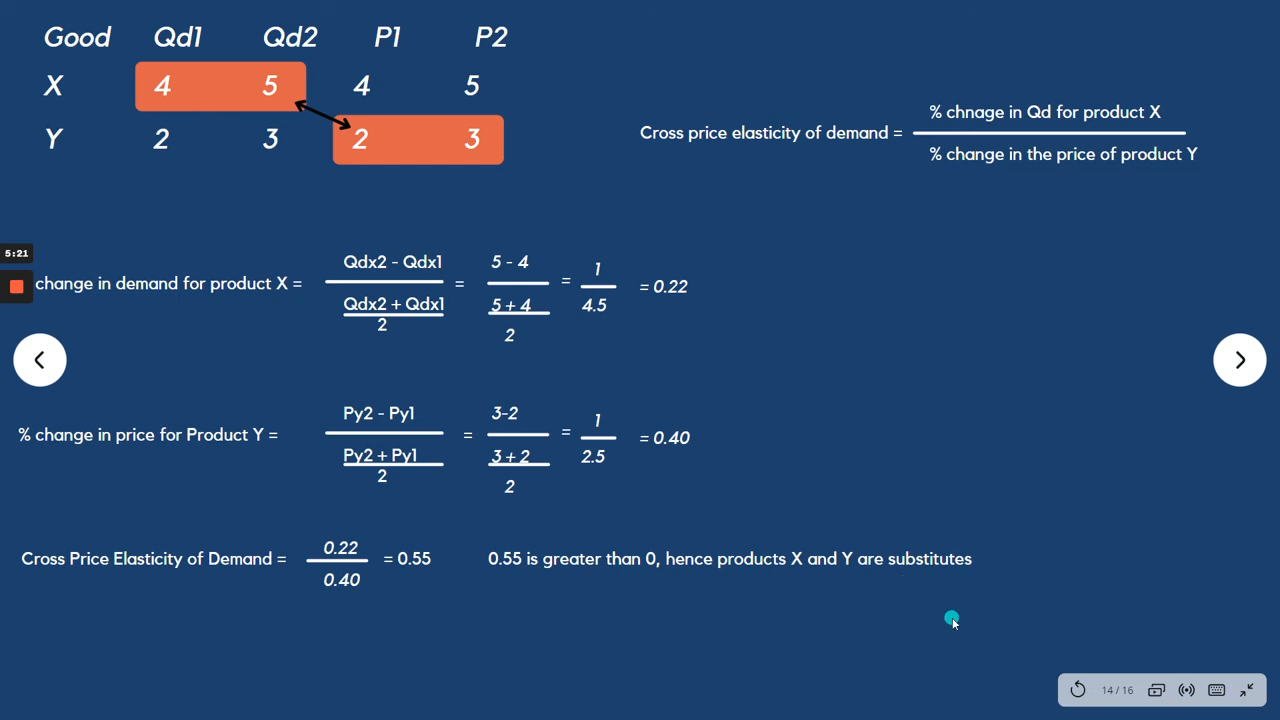 Good Qd1 Qd2 P1 P2
X 4 5 4 5
Y 2 3 2 3
Cross price elasticity of demand =
% chnage in Qd for product X
% change in the price of product Y
5:21
change in demand for product X =
Qdx2 - Qdx1
Qdx2 + Qdx1
2
=
5 - 4
5 + 4
2
=
1
4.5
= 0.22
% change in price for Product Y =
Py2 - Py1
Py2 + Py1
2
=
3-2
3 + 2
2
=
1
2.5
= 0.40
Cross Price Elasticity of Demand =
0.22
0.40
= 0.55
0.55 is greater than 0, hence products X and Y are substitutes
14 / 16